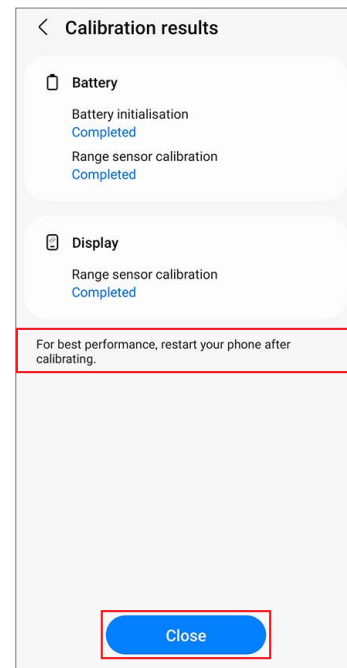 Calibration results
Battery
Battery initialisation
Completed
Range sensor calibration
Completed
Display
Range sensor calibration
Completed
For best performance, restart your phone after
calibrating.
Close